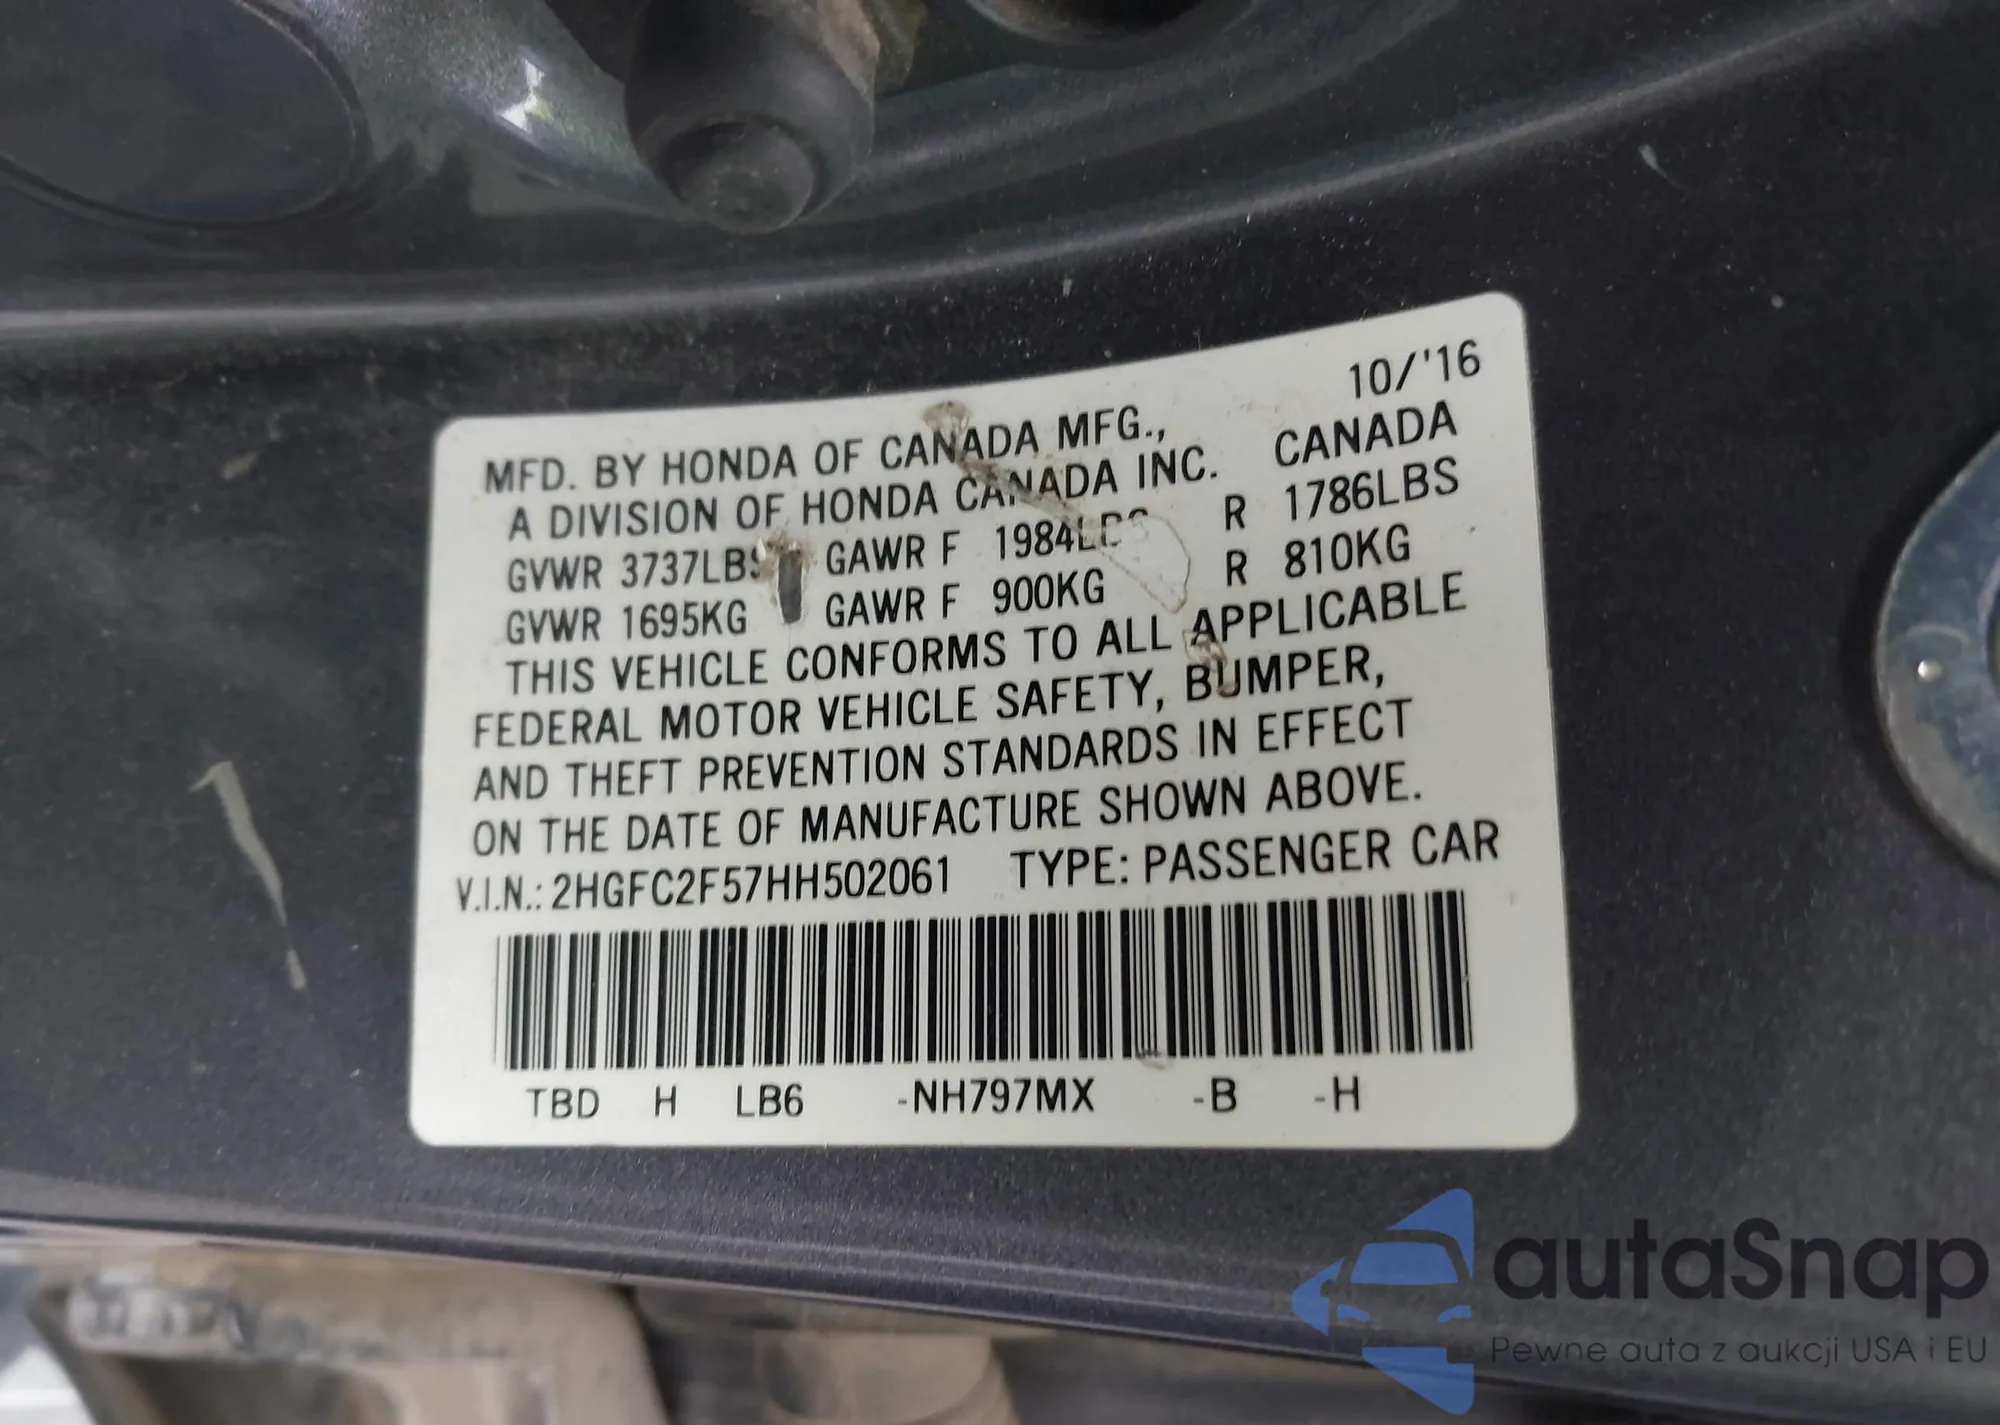 10/'16
MFD. BY HONDA OF CANADA MFG.,
A DIVISION OF HONDA CANADA INC. CANADA
GVWR 3737LBS GAWR F 1984LBS R 1786LBS
GVWR 1695KG GAWR F 900KG R 810KG
THIS VEHICLE CONFORMS TO ALL APPLICABLE
FEDERAL MOTOR VEHICLE SAFETY, BUMPER,
AND THEFT PREVENTION STANDARDS IN EFFECT
ON THE DATE OF MANUFACTURE SHOWN ABOVE.
V.I.N.: 2HGFC2F57HH502061 TYPE: PASSENGER CAR
TBD H LB6 -NH797MX -B -H
autaSnap
Pewne auta z aukcji USA i EU